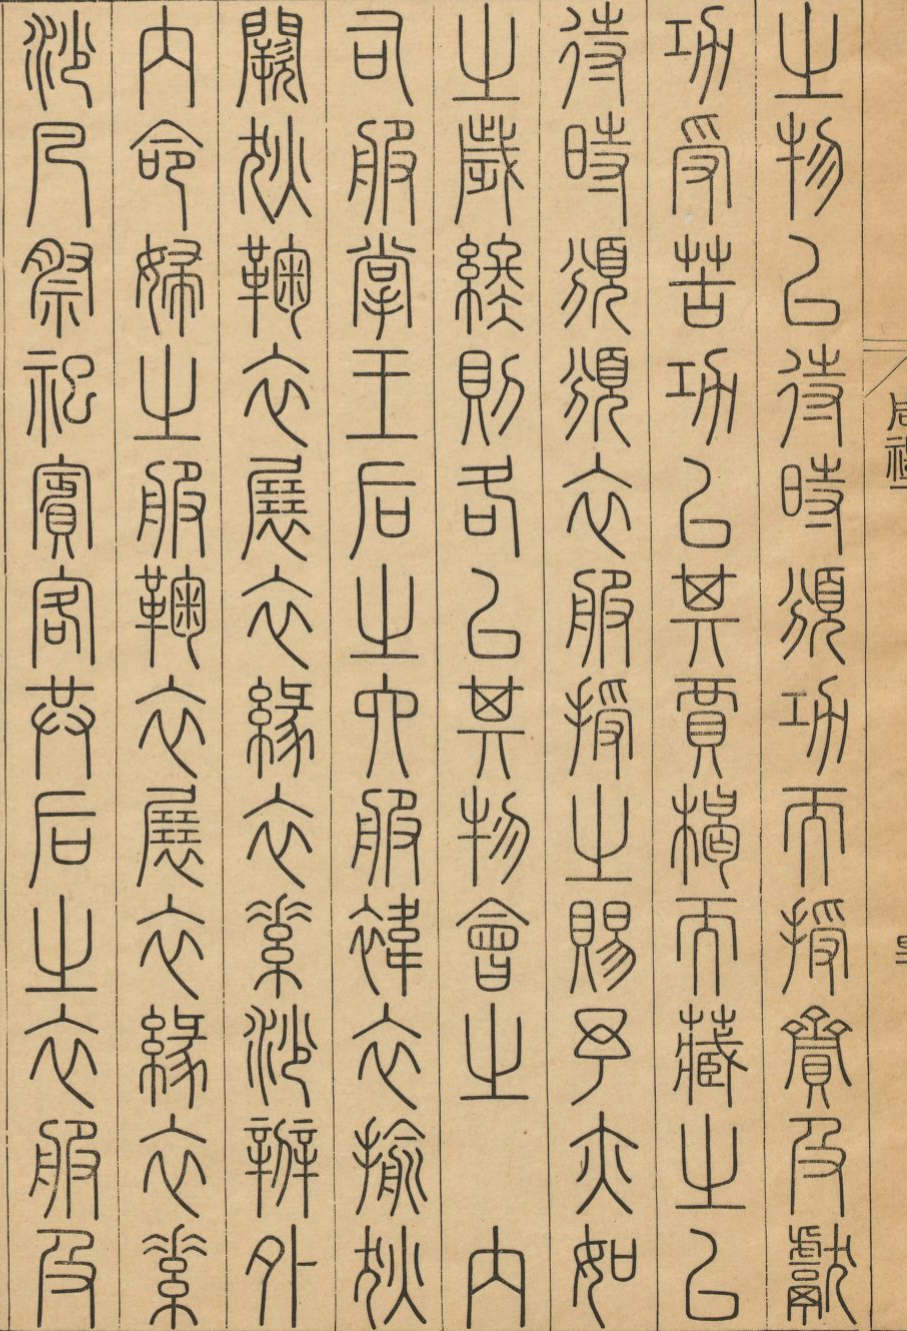 之物以待時頒功而授齎及獻
功受苦功以其賈楬而藏之以
待時頒頒衣服授之賜予亦如
之歲終則各以其物會之　內
司服掌王后之六服褘衣揄狄
闕狄鞠衣展衣緣衣素沙辨外
內命婦之服鞠衣展衣緣衣素
沙凡祭祀賓客共后之衣服及